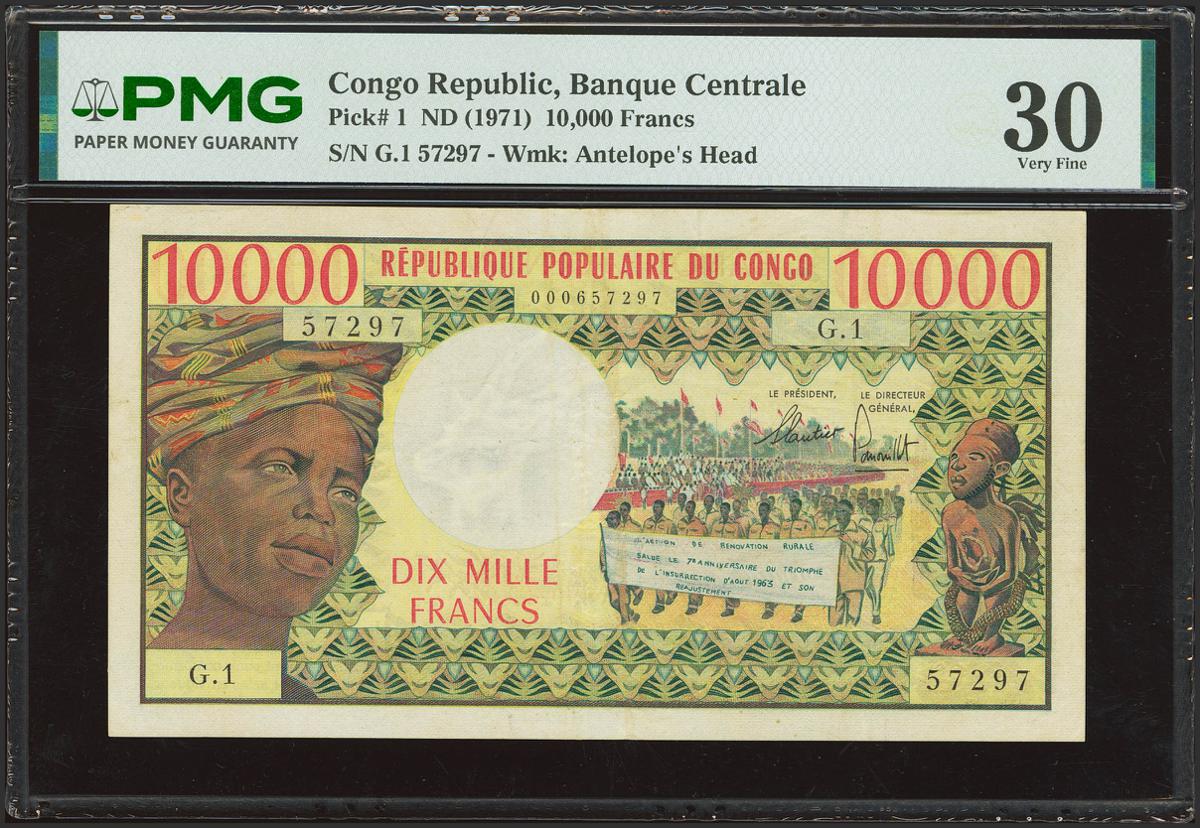 PMG
PAPER MONEY GUARANTY
Congo Republic, Banque Centrale
Pick# 1 ND (1971) 10,000 Francs
S/N G.1 57297 - Wmk: Antelope's Head
30
Very Fine
10000
RÉPUBLIQUE POPULAIRE DU CONGO
10000
000657297
57297
G.1
LE PRÉSIDENT,
LE DIRECTEUR
GÉNÉRAL,
L'ACTION DE RENOVATION RURALE
SALUE LE 7e ANNIVERSAIRE DU TRIOMPHE
DE L'INSURRECTION D'AOUT 1963 ET SON
REAJUSTEMENT
DIX MILLE
FRANCS
G.1
57297